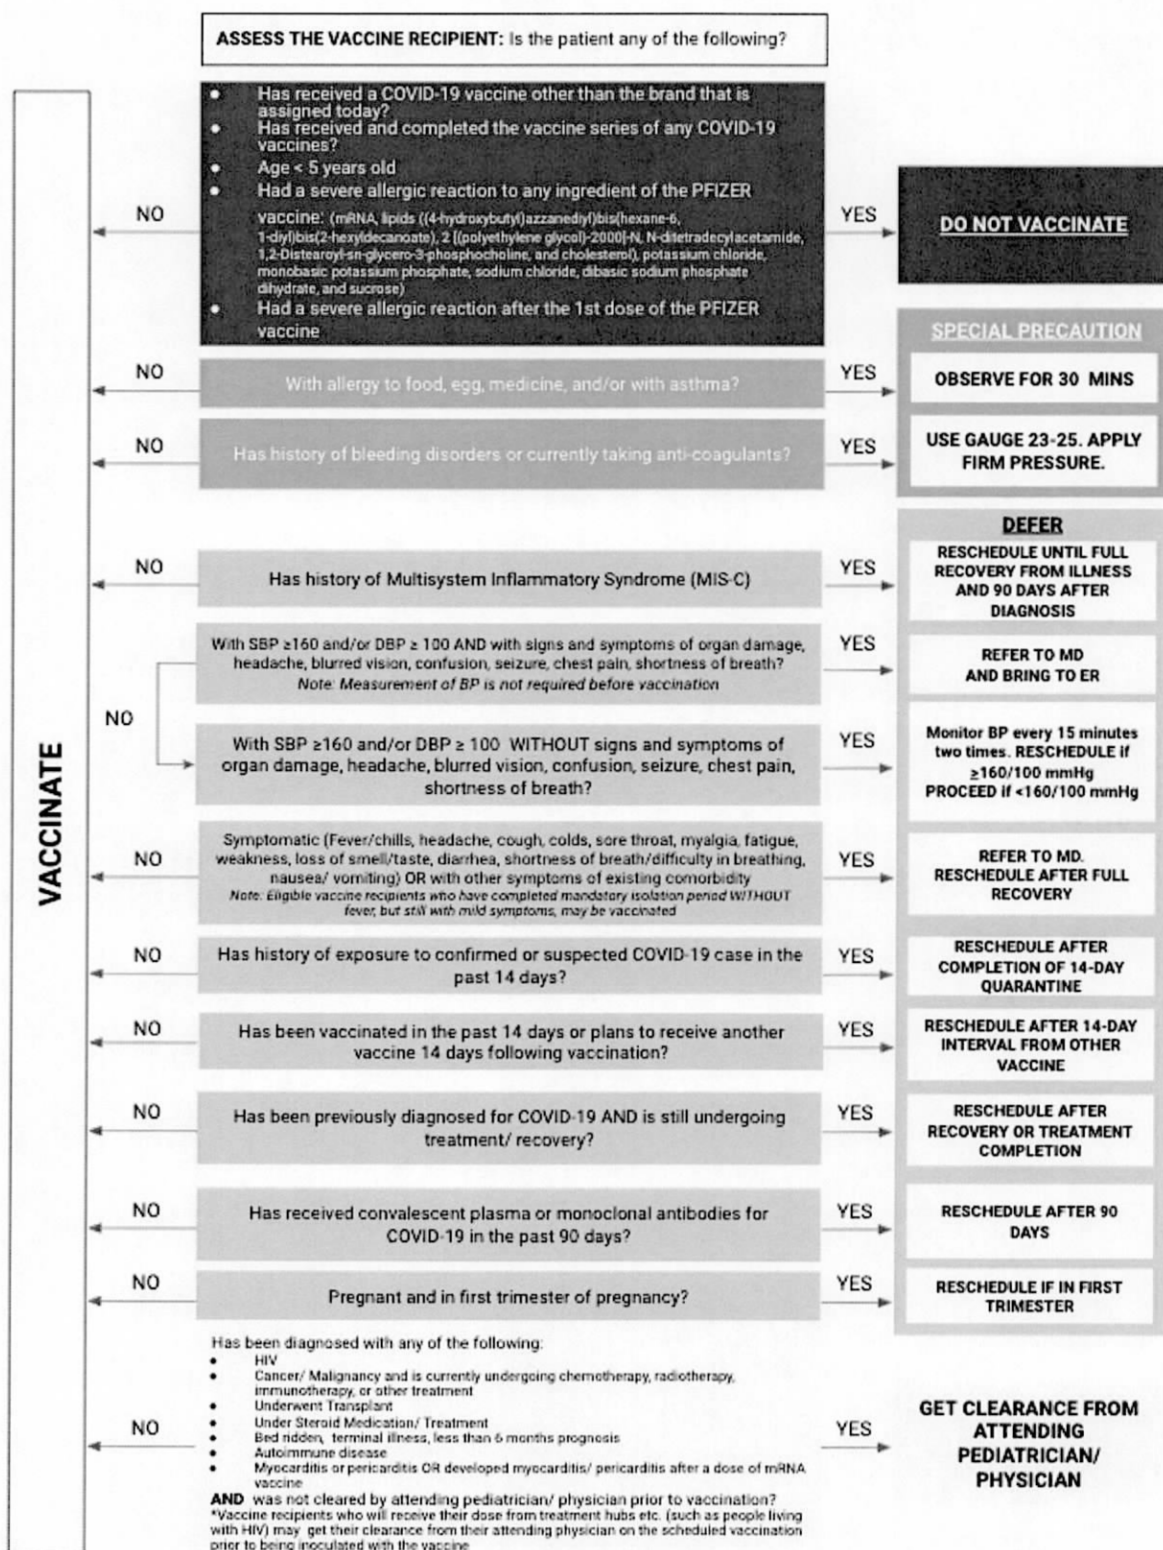 ASSESS THE VACCINE RECIPIENT: Is the patient any of the following?
• Has received a COVID-19 vaccine other than the brand that is
assigned today?
• Has received and completed the vaccine series of any COVID-19
vaccines?
• Age < 5 years old
• Had a severe allergic reaction to any ingredient of the PFIZER
vaccine: (mRNA, lipids ((4-hydroxybutyl)azzanediyl)bis(hexane-6,
1-diyl)bis(2-hexyldecanoate), 2 [(polyethylene glycol)-2000]-N, N-ditetradecylacetamide,
1,2-Distearoyl-sn-glycero-3-phosphocholine, and cholesterol), potassium chloride,
monobasic potassium phosphate, sodium chloride, dibasic sodium phosphate
dihydrate, and sucrose)
• Had a severe allergic reaction after the 1st dose of the PFIZER
vaccine
NO
YES
DO NOT VACCINATE
SPECIAL PRECAUTION
NO
With allergy to food, egg, medicine, and/or with asthma?
YES
OBSERVE FOR 30 MINS
NO
Has history of bleeding disorders or currently taking anti-coagulants?
YES
USE GAUGE 23-25. APPLY
FIRM PRESSURE.
DEFER
NO
Has history of Multisystem Inflammatory Syndrome (MIS-C)
YES
RESCHEDULE UNTIL FULL
RECOVERY FROM ILLNESS
AND 90 DAYS AFTER
DIAGNOSIS
With SBP ≥160 and/or DBP ≥ 100 AND with signs and symptoms of organ damage,
headache, blurred vision, confusion, seizure, chest pain, shortness of breath?
Note: Measurement of BP is not required before vaccination
YES
REFER TO MD
AND BRING TO ER
NO
With SBP ≥160 and/or DBP ≥ 100 WITHOUT signs and symptoms of
organ damage, headache, blurred vision, confusion, seizure, chest pain,
shortness of breath?
YES
Monitor BP every 15 minutes
two times. RESCHEDULE if
≥160/100 mmHg
PROCEED if <160/100 mmHg
VACCINATE
NO
Symptomatic (Fever/chills, headache, cough, colds, sore throat, myalgia, fatigue,
weakness, loss of smell/taste, diarrhea, shortness of breath/difficulty in breathing,
nausea/ vomiting) OR with other symptoms of existing comorbidity
Note: Eligible vaccine recipients who have completed mandatory isolation period WITHOUT
fever, but still with mild symptoms, may be vaccinated
YES
REFER TO MD.
RESCHEDULE AFTER FULL
RECOVERY
NO
Has history of exposure to confirmed or suspected COVID-19 case in the
past 14 days?
YES
RESCHEDULE AFTER
COMPLETION OF 14-DAY
QUARANTINE
NO
Has been vaccinated in the past 14 days or plans to receive another
vaccine 14 days following vaccination?
YES
RESCHEDULE AFTER 14-DAY
INTERVAL FROM OTHER
VACCINE
NO
Has been previously diagnosed for COVID-19 AND is still undergoing
treatment/ recovery?
YES
RESCHEDULE AFTER
RECOVERY OR TREATMENT
COMPLETION
NO
Has received convalescent plasma or monoclonal antibodies for
COVID-19 in the past 90 days?
YES
RESCHEDULE AFTER 90
DAYS
NO
Pregnant and in first trimester of pregnancy?
YES
RESCHEDULE IF IN FIRST
TRIMESTER
Has been diagnosed with any of the following:
• HIV
• Cancer/ Malignancy and is currently undergoing chemotherapy, radiotherapy,
immunotherapy, or other treatment
• Underwent Transplant
• Under Steroid Medication/ Treatment
• Bed ridden, terminal illness, less than 6 months prognosis
• Autoimmune disease
• Myocarditis or pericarditis OR developed myocarditis/ pericarditis after a dose of mRNA
vaccine
AND was not cleared by attending pediatrician/ physician prior to vaccination?
*Vaccine recipients who will receive their dose from treatment hubs etc. (such as people living
with HIV) may get their clearance from their attending physician on the scheduled vaccination
prior to being inoculated with the vaccine
NO
YES
GET CLEARANCE FROM
ATTENDING
PEDIATRICIAN/
PHYSICIAN